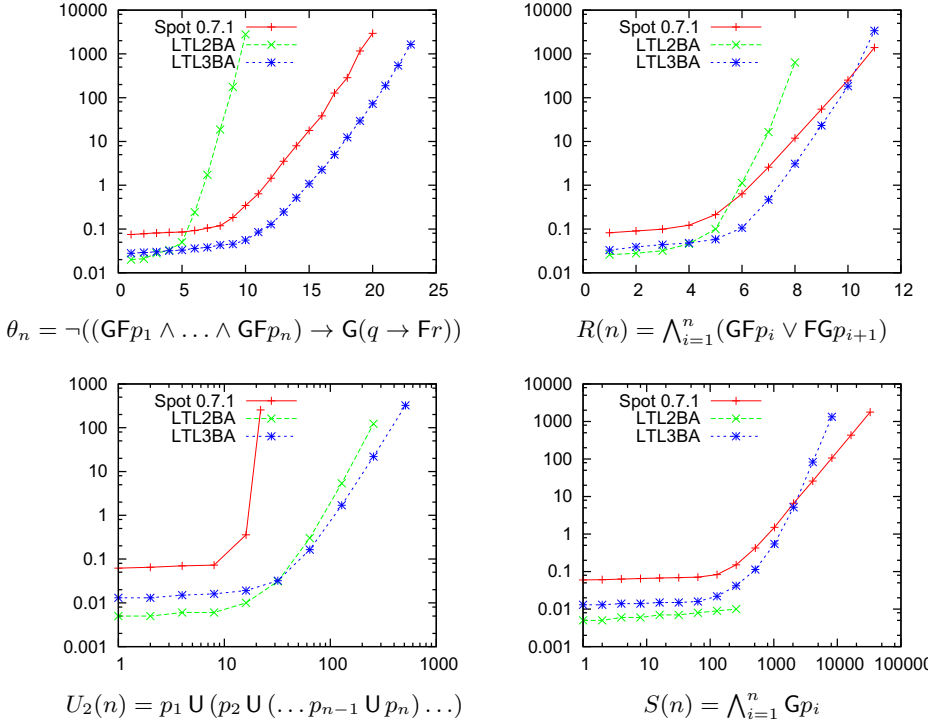 1000
100
10
1
0.1
0.01
0 5 10 15 20 25
Spot 0.7.1
LTL2BA
LTL3BA
θn = ¬((GFp1 ∧ . . . ∧ GFpn) → G(q → Fr))
1000
100
10
1
0.1
0.01
0 2 4 6 8 10 12
Spot 0.7.1
LTL2BA
LTL3BA
R(n) = ⋀ⁿᵢ₌₁(GFpᵢ ∨ FGpᵢ₊₁)
1000
100
10
1
0.1
0.01
0.001
1 10 100 1000
Spot 0.7.1
LTL2BA
LTL3BA
U₂(n) = p₁ U (p₂ U (. . . pₙ₋₁ U pₙ) . . .)
10000
1000
100
10
1
0.1
0.01
0.001
1 10 100 1000 10000 100000
Spot 0.7.1
LTL2BA
LTL3BA
S(n) = ⋀ⁿᵢ₌₁ Gpᵢ